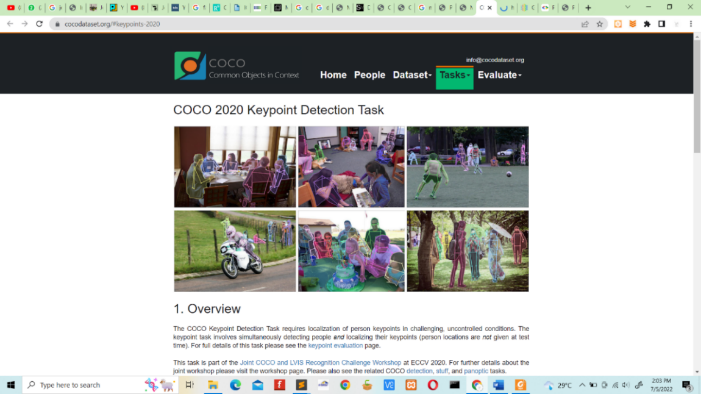 cocodataset.org/#keypoints-2020
info@cocodataset.org
COCO
Common Objects in Context
Home People Dataset Tasks Evaluate
COCO 2020 Keypoint Detection Task
1. Overview
The COCO Keypoint Detection Task requires localization of person keypoints in challenging, uncontrolled conditions. The
keypoint task involves simultaneously detecting people and localizing their keypoints (person locations are not given at test
time). For full details of this task please see the keypoint evaluation page.
This task is part of the Joint COCO and LVIS Recognition Challenge Workshop at ECCV 2020. For further details about the
joint workshop please visit the workshop page. Please also see the related COCO detection, stuff, and panoptic tasks.
Type here to search
29°C
2:03 PM
7/5/2022